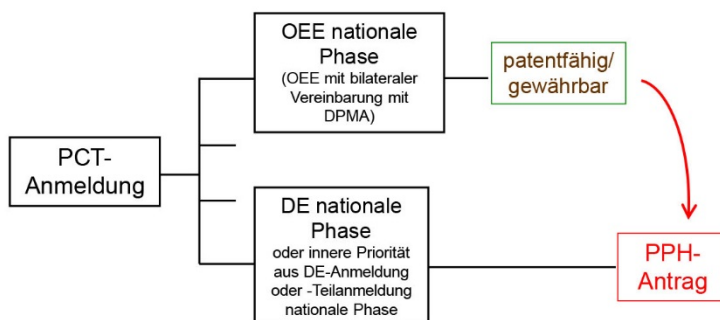 OEE nationale
Phase
(OEE mit bilateraler
Vereinbarung mit
DPMA)
patentfähig/
gewährbar
PCT-
Anmeldung
DE nationale
Phase
oder innere Priorität
aus DE-Anmeldung
oder -Teilanmeldung
nationale Phase
PPH-
Antrag